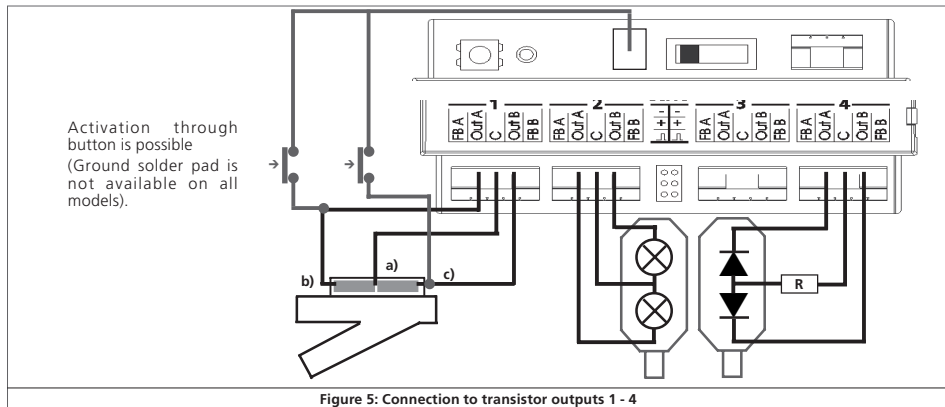 1 2 3 4
FB A Out A C Out B FB B FB A Out A C Out B FB B - + - + FB A Out A C Out B FB B FB A Out A C Out B FB B
Activation through
button is possible
(Ground solder pad is
not available on all
models).
→ →
a)
b) c)
R
Figure 5: Connection to transistor outputs 1 - 4